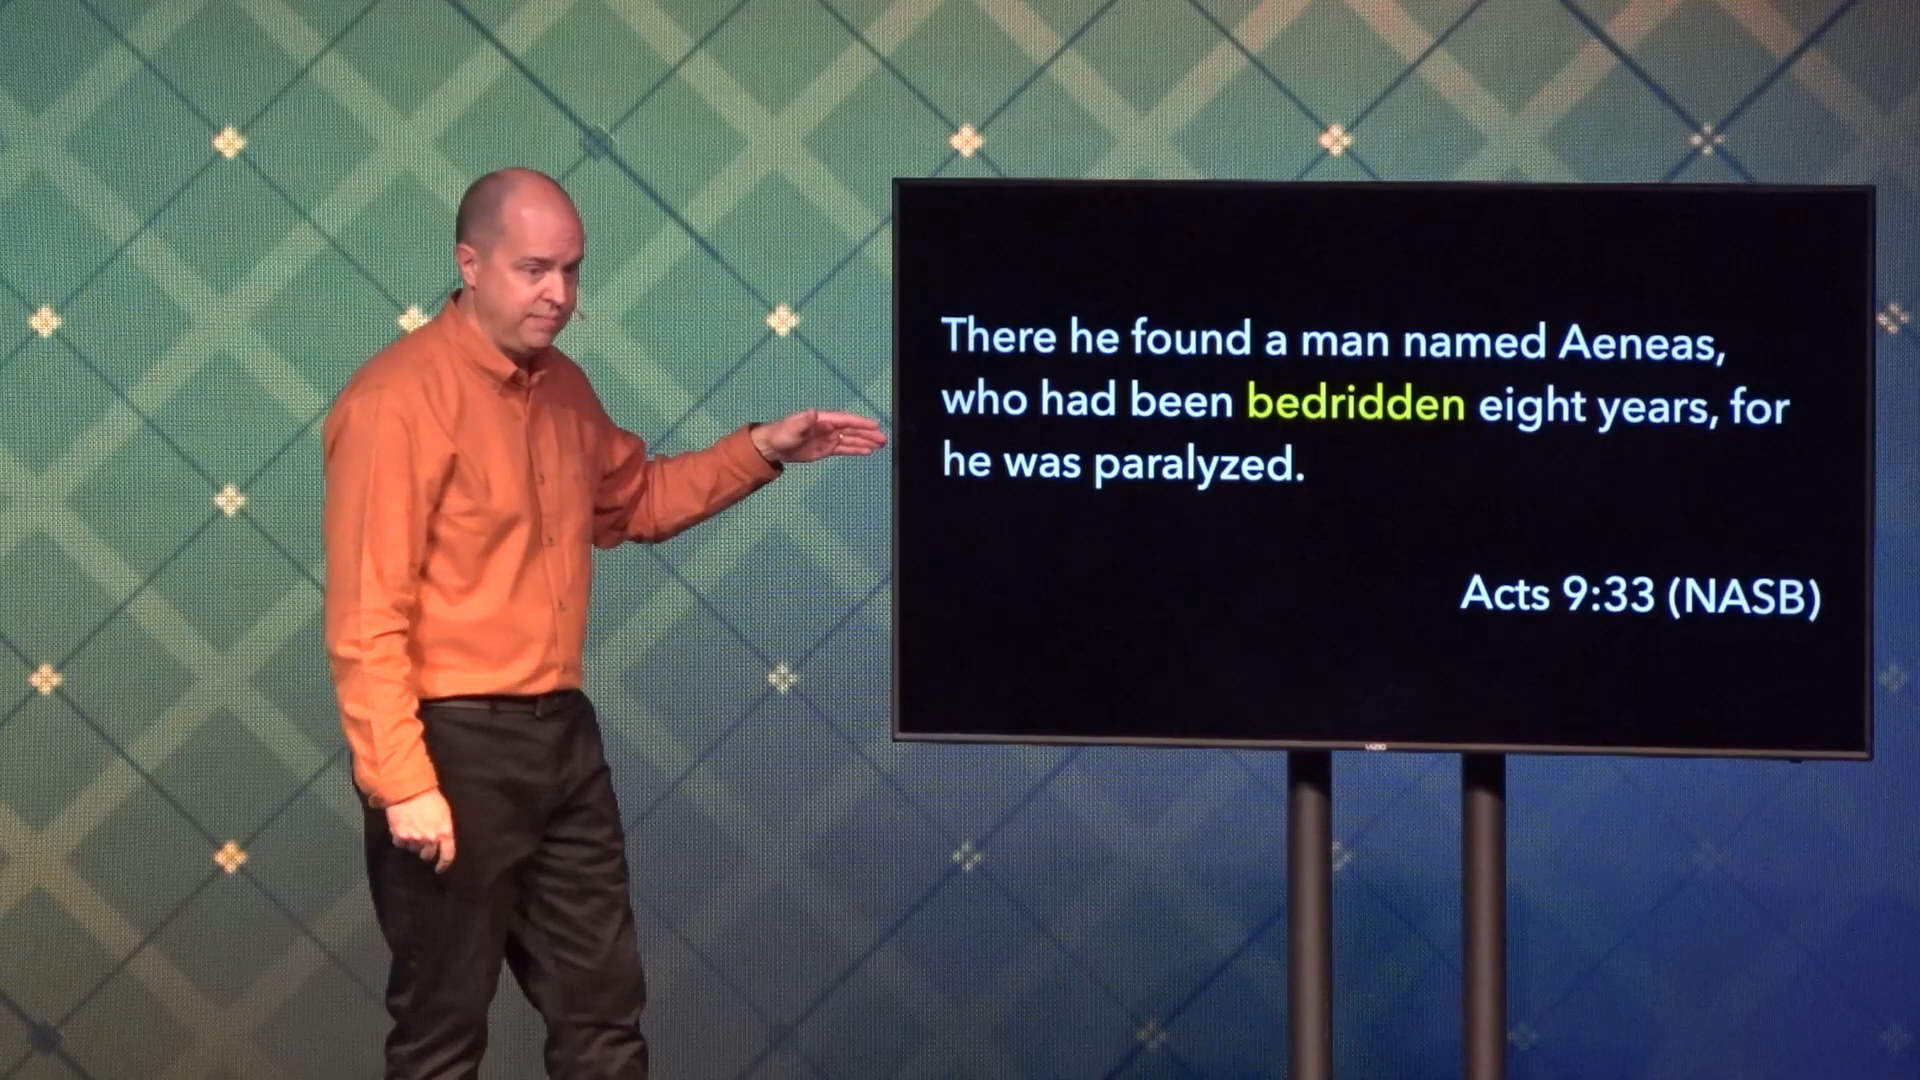 There he found a man named Aeneas,
who had been bedridden eight years, for
he was paralyzed.
Acts 9:33 (NASB)
VIZIO